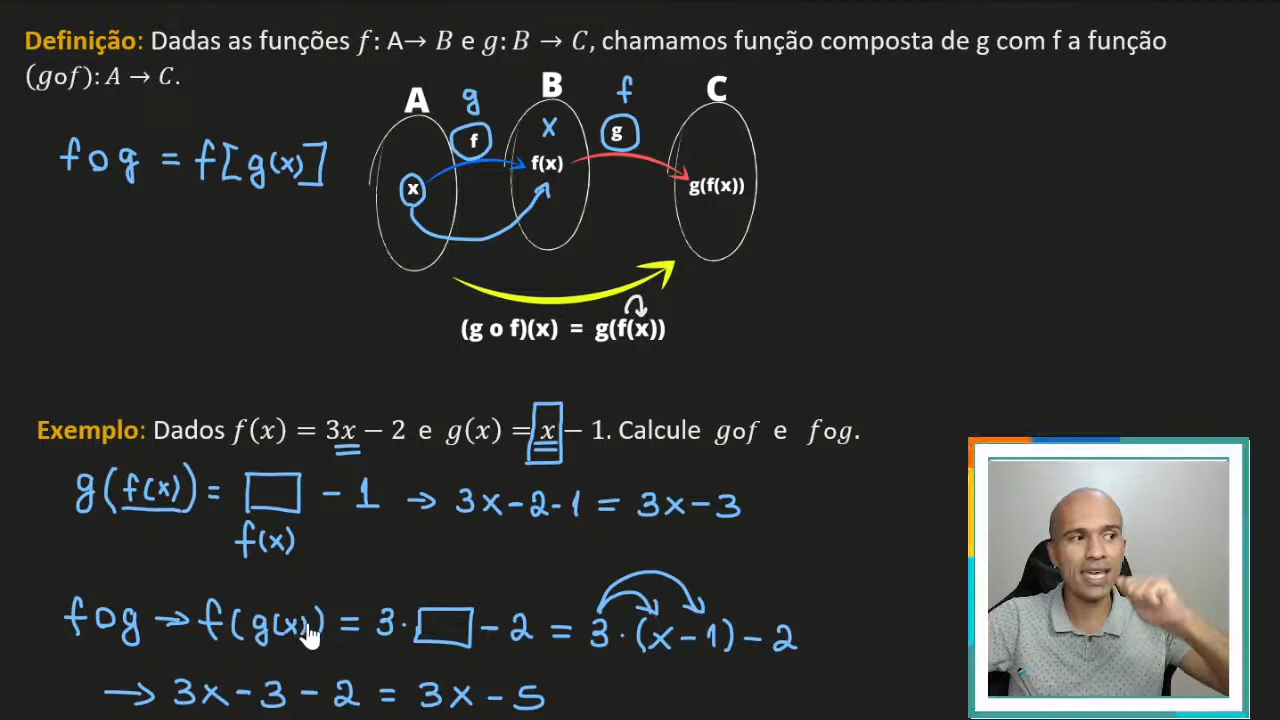 Definição: Dadas as funções f: A→ B e g: B → C, chamamos função composta de g com f a função
(gof): A → C.
A g B f C
f x g
fog = f[g(x)]
x f(x) g(f(x))
(g o f)(x) = g(f(x))
Exemplo: Dados f(x) = 3x − 2 e g(x) = x − 1. Calcule gof e fog.
g(f(x)) = □ - 1 → 3x-2-1 = 3x-3
f(x)
fog → f(g(x)) = 3·□ - 2 = 3·(x-1)-2
→ 3x-3-2 = 3x-5